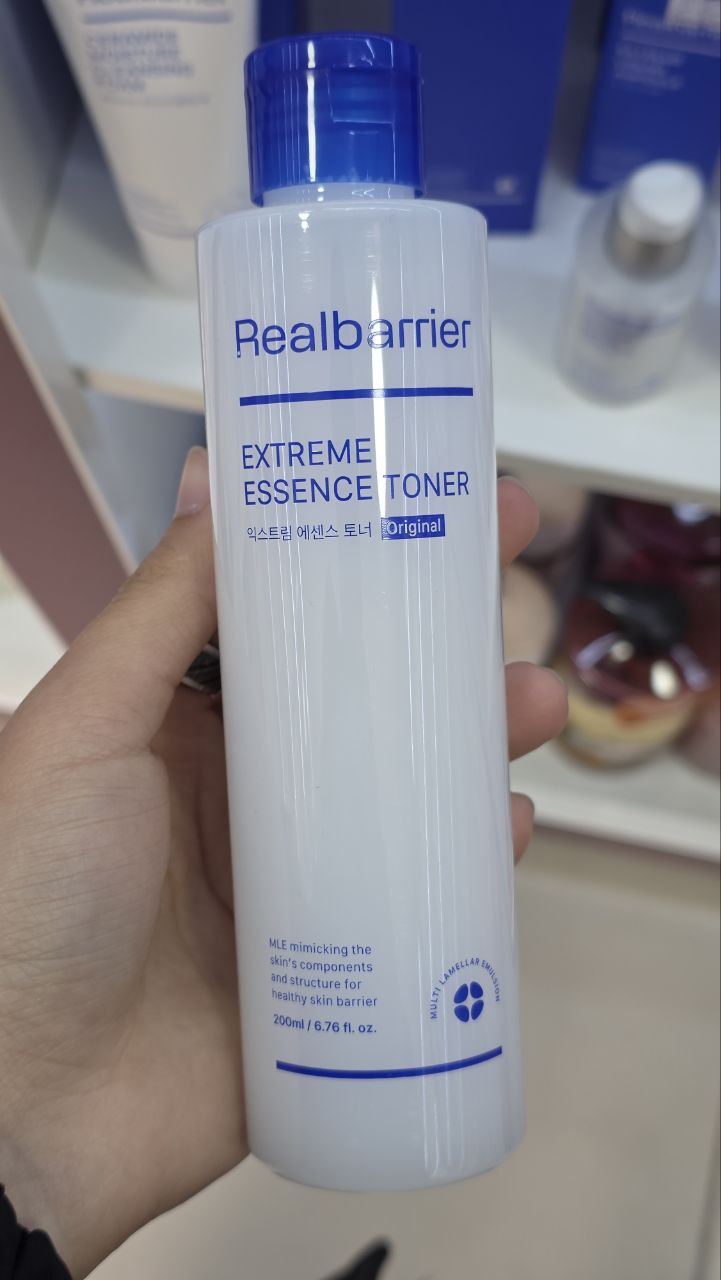 Realbarrier
EXTREME
ESSENCE TONER
익스트림 에센스 토너 Original
MLE mimicking the
skin's components
and structure for
healthy skin barrier
200ml / 6.76 fl. oz.
MULTI LAMELLAR EMULSION